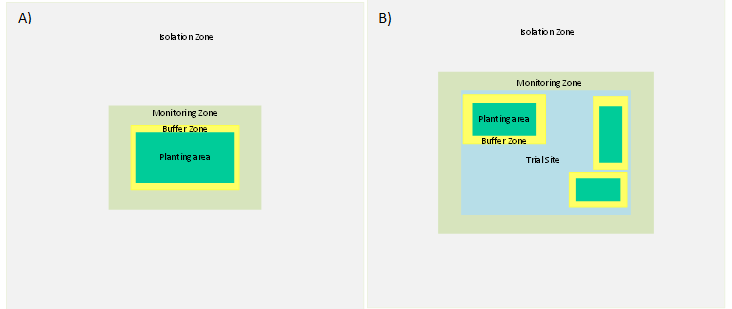 A)
Isolation Zone
Monitoring Zone
Buffer Zone
Planting area
B)
Isolation Zone
Monitoring Zone
Planting area
Buffer Zone
Trial Site